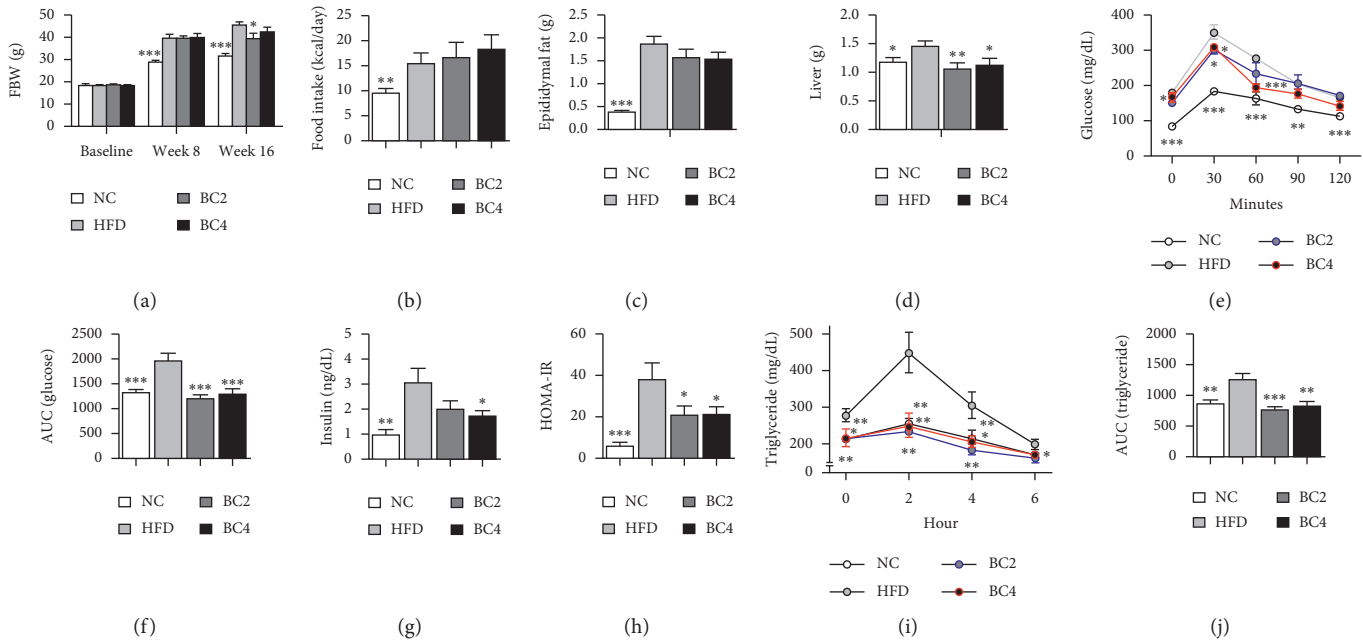 FBW (g)
50
40
30
20
10
0
***
***
*
Baseline Week 8 Week 16
NC BC2
HFD BC4
(a)
Food intake (kcal/day)
25
20
15
10
5
0
**
NC BC2
HFD BC4
(b)
Epididymal fat (g)
2.5
2.0
1.5
1.0
0.5
0.0
***
NC BC2
HFD BC4
(c)
Liver (g)
2.0
1.5
1.0
0.5
0.0
* ** *
NC BC2
HFD BC4
(d)
Glucose (mg/dL)
400
300
200
100
0
*
*
*
***
*** *** *** ** ***
0 30 60 90 120
Minutes
NC BC2
HFD BC4
(e)
AUC (glucose)
2500
2000
1500
1000
500
0
*** *** ***
NC BC2
HFD BC4
(f)
Insulin (ng/dL)
5
4
3
2
1
0
** *
NC BC2
HFD BC4
(g)
HOMA-IR
60
40
20
0
*** * *
NC BC2
HFD BC4
(h)
Triglyceride (mg/dL)
500
400
300
200
0
**
*
**
**
**
*
*
** ** **
0 2 4 6
Hour
NC BC2
HFD BC4
(i)
AUC (triglyceride)
2000
1500
1000
500
0
** *** **
NC BC2
HFD BC4
(j)